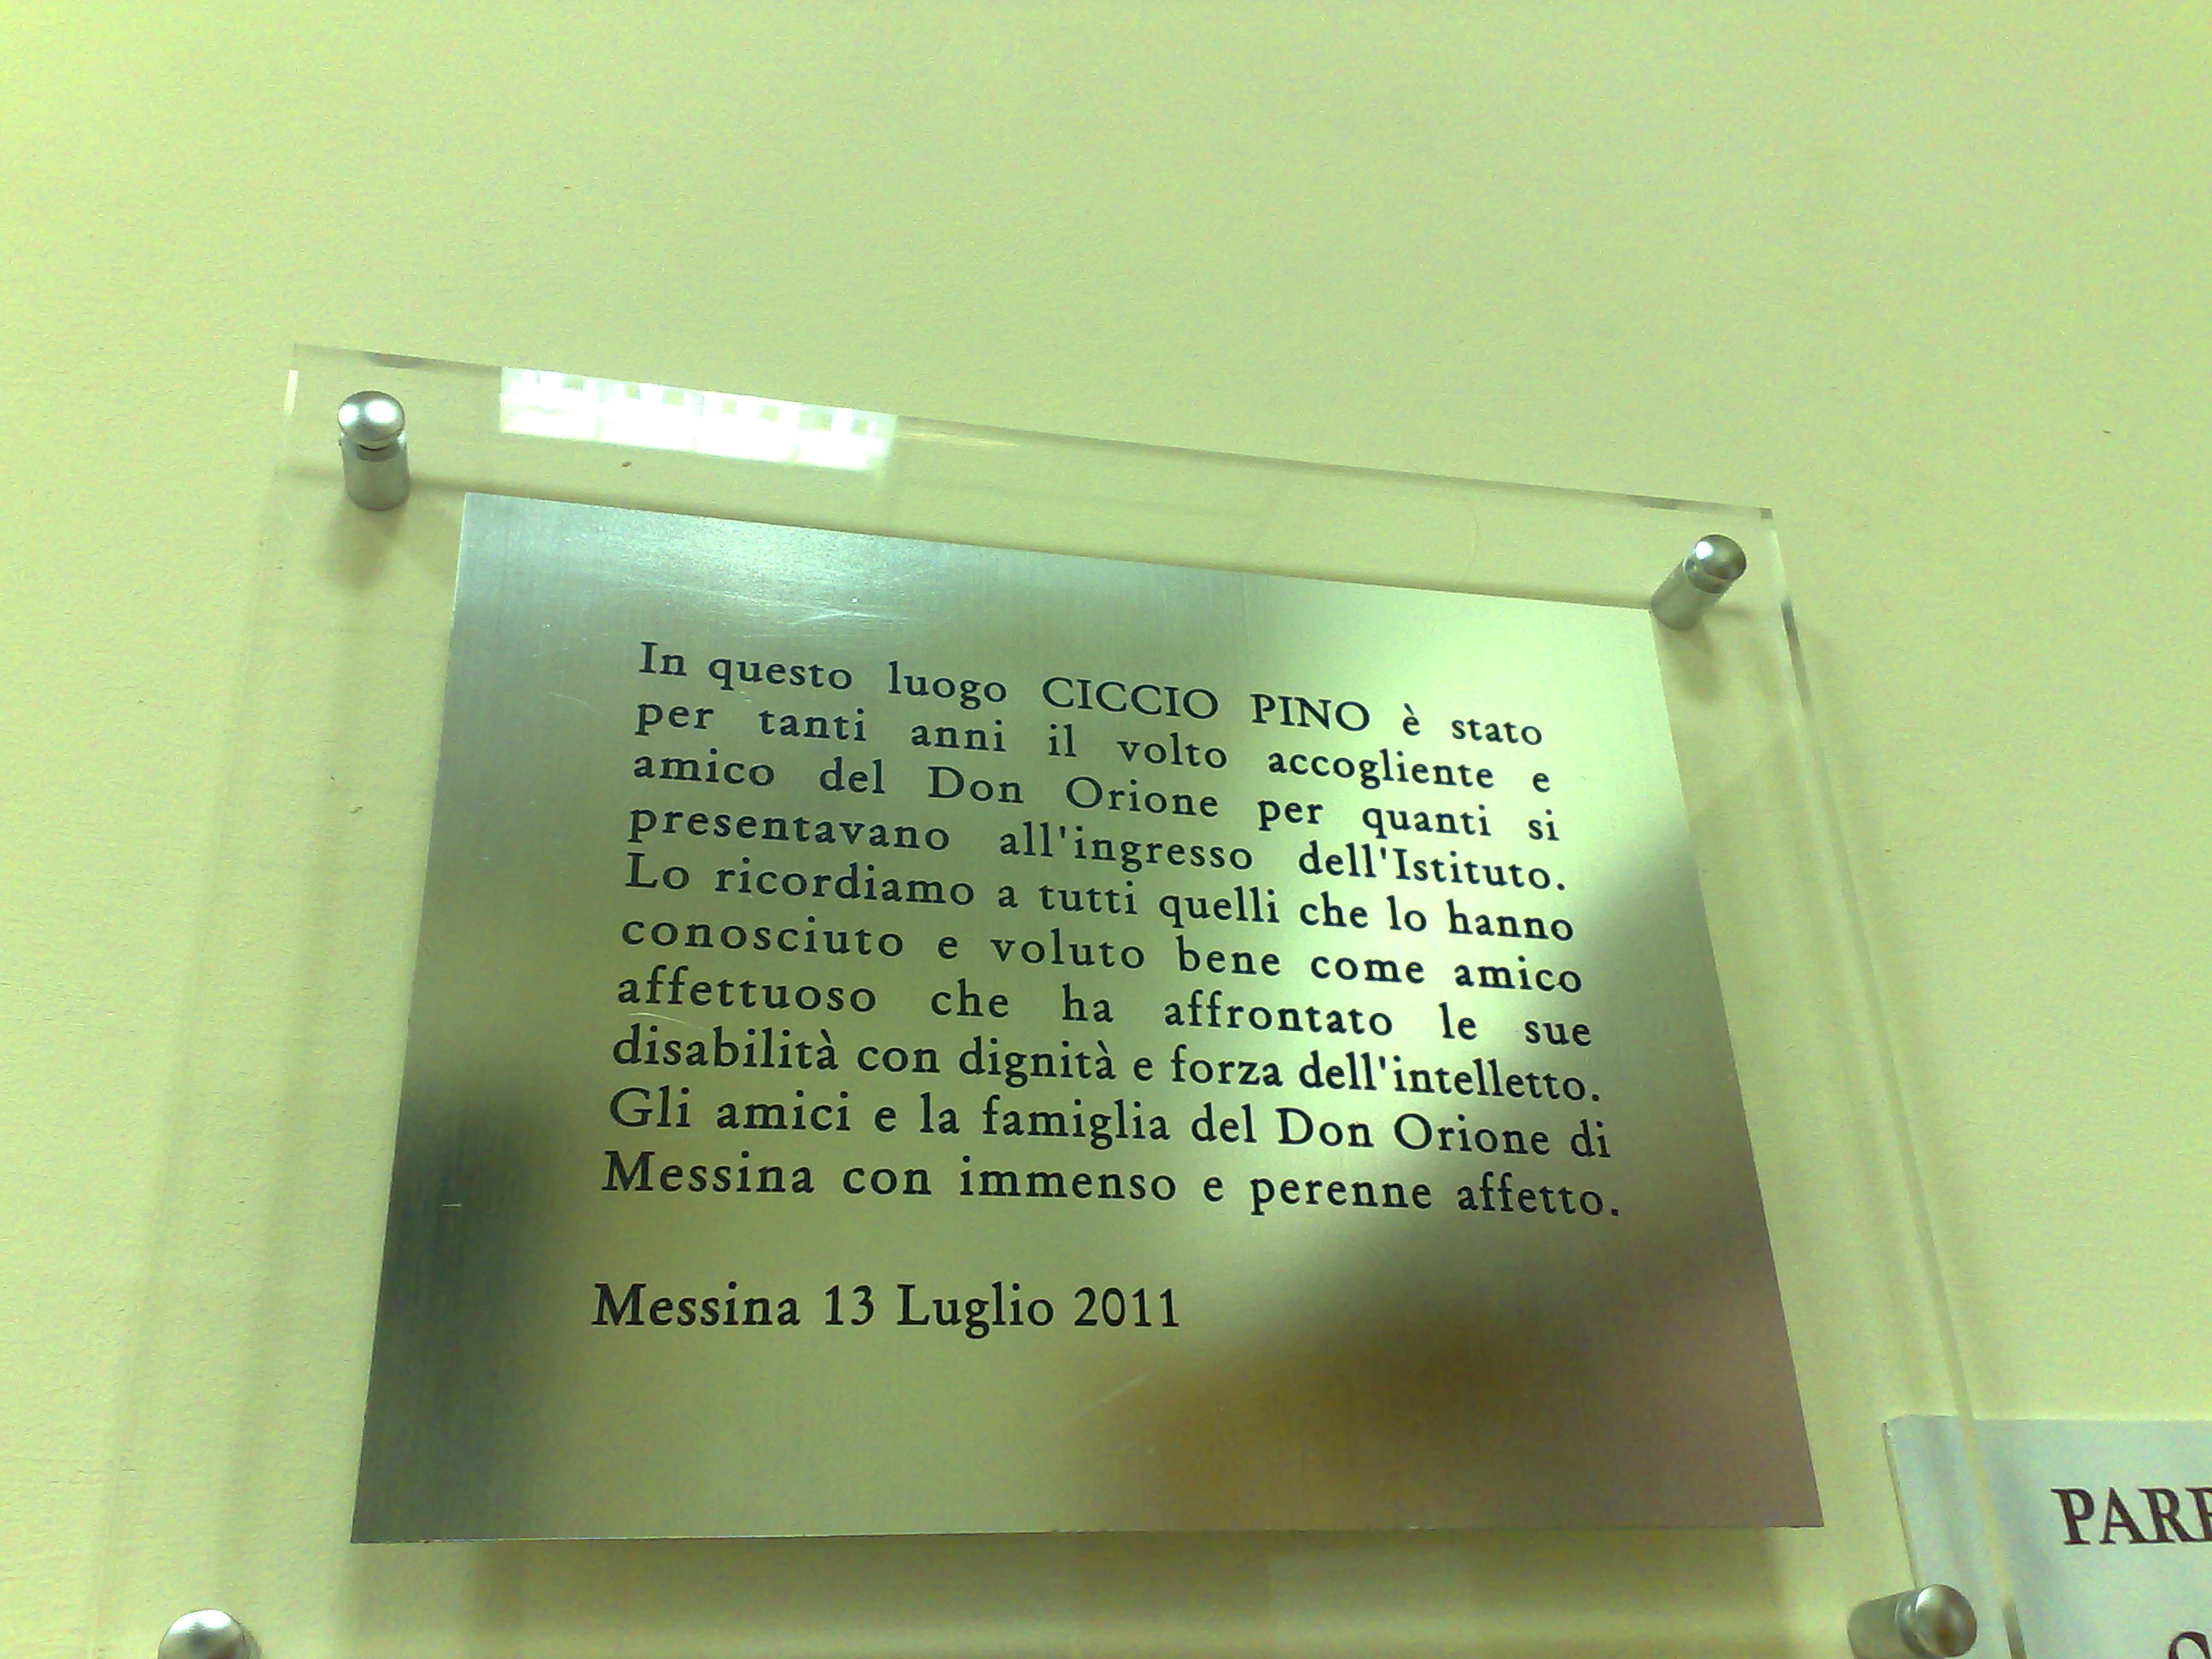 In questo luogo CICCIO PINO è stato
per tanti anni il volto accogliente e
amico del Don Orione per quanti si
presentavano all'ingresso dell'Istituto.
Lo ricordiamo a tutti quelli che lo hanno
conosciuto e voluto bene come amico
affettuoso che ha affrontato le sue
disabilità con dignità e forza dell'intelletto.
Gli amici e la famiglia del Don Orione di
Messina con immenso e perenne affetto.
Messina 13 Luglio 2011